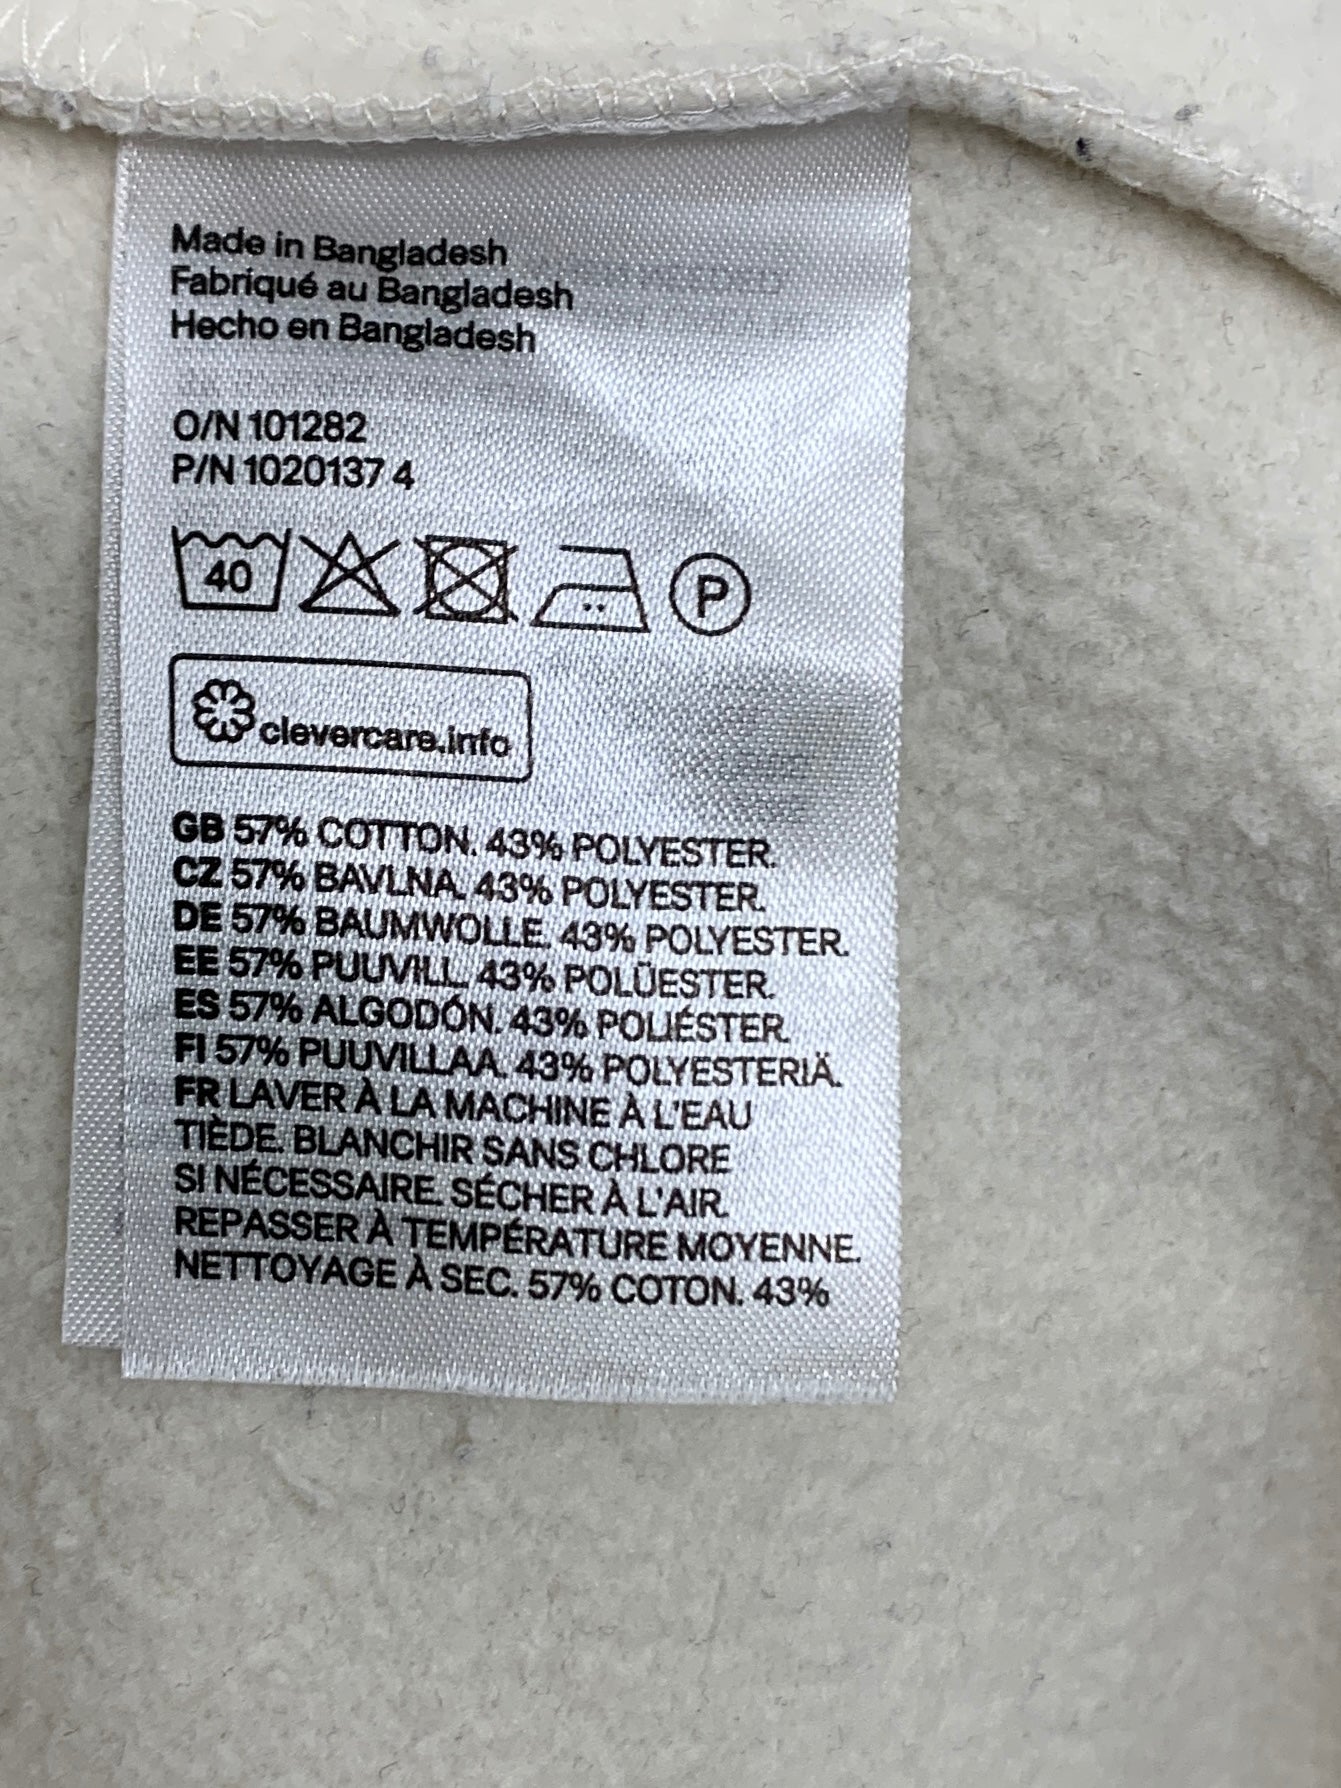 Made in Bangladesh
Fabriqué au Bangladesh
Hecho en Bangladesh
O/N 101282
P/N 1020137 4
40
P
clevercare.info
GB 57% COTTON. 43% POLYESTER.
CZ 57% BAVLNA. 43% POLYESTER.
DE 57% BAUMWOLLE. 43% POLYESTER.
EE 57% PUUVILL. 43% POLÜESTER.
ES 57% ALGODÓN. 43% POLIÉSTER.
FI 57% PUUVILLAA. 43% POLYESTERIÄ.
FR LAVER À LA MACHINE À L'EAU
TIÈDE. BLANCHIR SANS CHLORE
SI NÉCESSAIRE. SÉCHER À L'AIR.
REPASSER À TEMPÉRATURE MOYENNE.
NETTOYAGE À SEC. 57% COTON. 43%